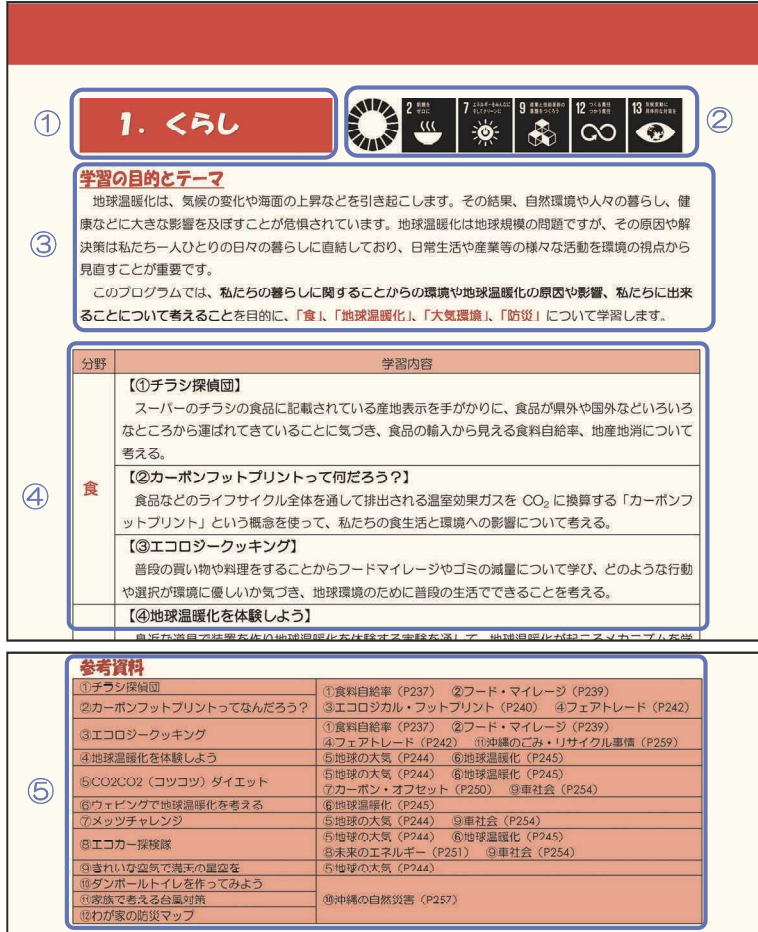 ①
1. くらし
2 飢餓を
ゼロに
7 エネルギーをみんなに
そしてクリーンに
9 産業と技術革新の
基盤をつくろう
12 つくる責任
つかう責任
13 気候変動に
具体的な対策を
②
③
学習の目的とテーマ
地球温暖化は、気候の変化や海面の上昇などを引き起こします。その結果、自然環境や人々の暮らし、健
康などに大きな影響を及ぼすことが危惧されています。地球温暖化は地球規模の問題ですが、その原因や解
決策は私たち一人ひとりの日々の暮らしに直結しており、日常生活や産業等の様々な活動を環境の視点から
見直すことが重要です。
このプログラムでは、私たちの暮らしに関することからの環境や地球温暖化の原因や影響、私たちに出来
ることについて考えることを目的に、「食」、「地球温暖化」、「大気環境」、「防災」について学習します。
④
分野 学習内容
食
【①チラシ探偵団】
スーパーのチラシの食品に記載されている産地表示を手がかりに、食品が県外や国外などいろいろ
なところから運ばれてきていることに気づき、食品の輸入から見える食料自給率、地産地消について
考える。
【②カーボンフットプリントって何だろう?】
食品などのライフサイクル全体を通して排出される温室効果ガスを CO₂ に換算する「カーボンフ
ットプリント」という概念を使って、私たちの食生活と環境への影響について考える。
【③エコロジークッキング】
普段の買い物や料理をすることからフードマイレージやゴミの減量について学び、どのような行動
や選択が環境に優しいか気づき、地球環境のために普段の生活でできることを考える。
【④地球温暖化を体験しよう】
身近な道具で装置を作り地球温暖化を体験する実験を通して、地球温暖化が起こるメカニズムを学
⑤
参考資料
①チラシ探偵団
②カーボンフットプリントってなんだろう?
①食料自給率(P237) ②フード・マイレージ(P239)
③エコロジカル・フットプリント(P240) ④フェアトレード(P242)
③エコロジークッキング
①食料自給率(P237) ②フード・マイレージ(P239)
④フェアトレード(P242) ⑪沖縄のごみ・リサイクル事情(P259)
④地球温暖化を体験しよう ⑤地球の大気(P244) ⑥地球温暖化(P245)
⑤CO2CO2(コツコツ)ダイエット
⑤地球の大気(P244) ⑥地球温暖化(P245)
⑦カーボン・オフセット(P250) ⑨車社会(P254)
⑥ウェビングで地球温暖化を考える ⑥地球温暖化(P245)
⑦メッツチャレンジ ⑤地球の大気(P244) ⑨車社会(P254)
⑧エコカー探検隊
⑤地球の大気(P244) ⑥地球温暖化(P245)
⑧未来のエネルギー(P251) ⑨車社会(P254)
⑨きれいな空気で満天の星空を ⑤地球の大気(P244)
⑩ダンボールトイレを作ってみよう
⑪家族で考える台風対策
⑫わが家の防災マップ
⑩沖縄の自然災害(P257)